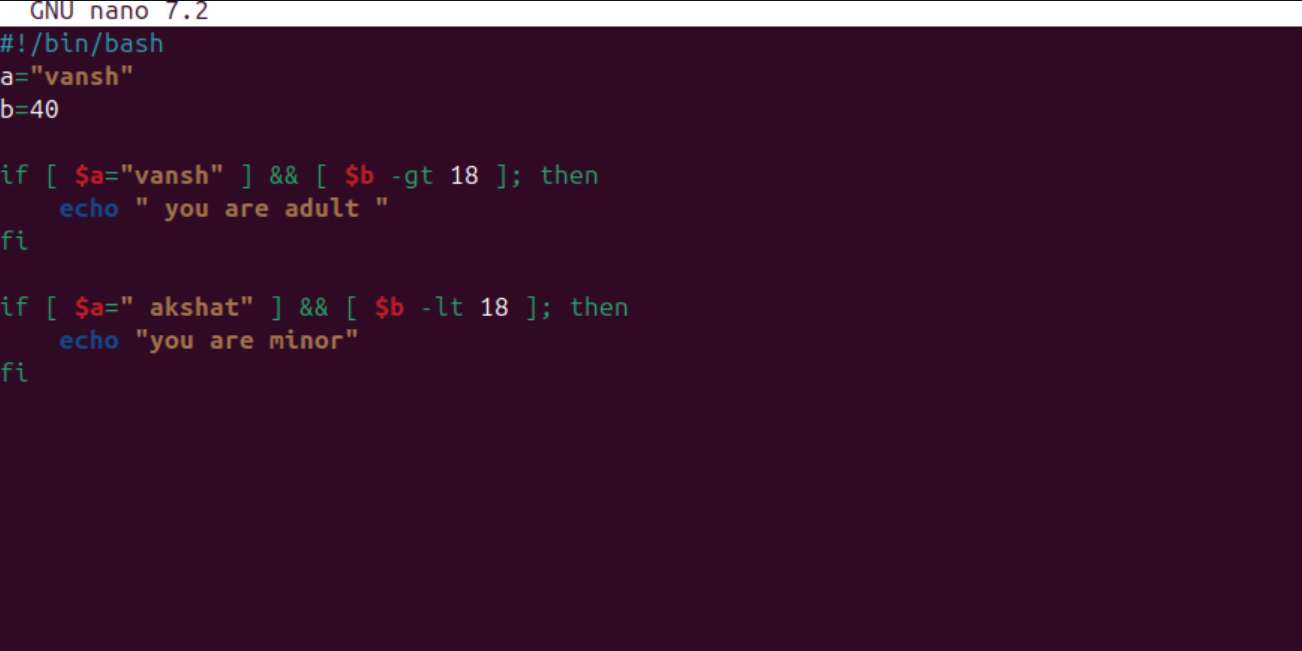 GNU nano 7.2
#!/bin/bash
a="vansh"
b=40
if [ $a="vansh" ] && [ $b -gt 18 ]; then
    echo " you are adult "
fi
if [ $a=" akshat" ] && [ $b -lt 18 ]; then
    echo "you are minor"
fi